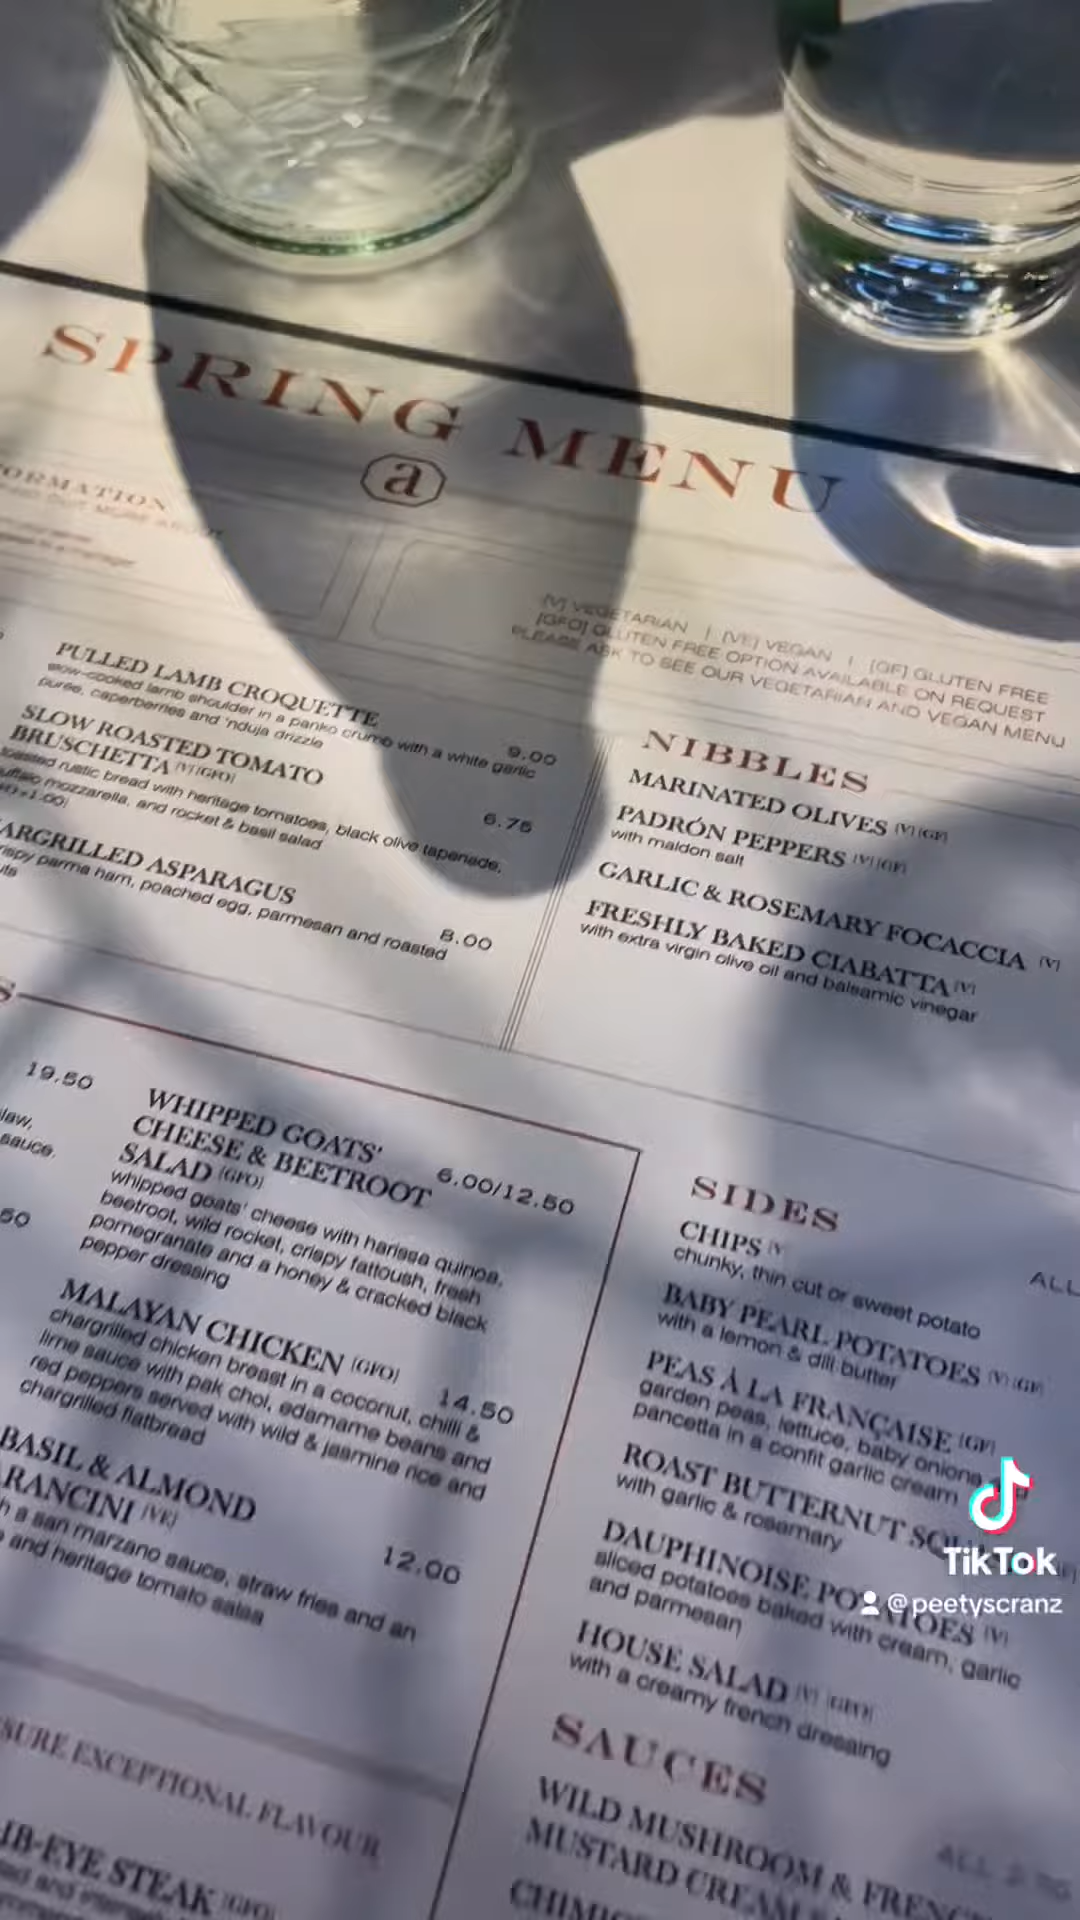 SPRING MENU
a
[V] VEGETARIAN | [VE] VEGAN | [GF] GLUTEN FREE
[GFO] GLUTEN FREE OPTION AVAILABLE ON REQUEST
PLEASE ASK TO SEE OUR VEGETARIAN AND VEGAN MENU
PULLED LAMB CROQUETTE
slow-cooked lamb shoulder in a panko crumb with a white garlic
purée, caperberries and 'nduja drizzle
9.00
SLOW ROASTED TOMATO
BRUSCHETTA [V] [GFO]
6.75
toasted rustic bread with heritage tomatoes, black olive tapenade,
buffalo mozzarella, and rocket & basil salad
ARGRILLED ASPARAGUS
8.00
crispy parma ham, poached egg, parmesan and roasted
NIBBLES
MARINATED OLIVES [V] [GF]
PADRÓN PEPPERS [V] [GF]
with maldon salt
GARLIC & ROSEMARY FOCACCIA [V]
FRESHLY BAKED CIABATTA [V]
with extra virgin olive oil and balsamic vinegar
19.50
sauce.
50
WHIPPED GOATS'
CHEESE & BEETROOT
SALAD [GFO]
6.00/12.50
whipped goats' cheese with harissa quinoa,
beetroot, wild rocket, crispy fattoush, fresh
pomegranate and a honey & cracked black
pepper dressing
MALAYAN CHICKEN [GFO]
14.50
chargrilled chicken breast in a coconut, chilli &
lime sauce with pak choi, edamame beans and
red peppers served with wild & jasmine rice and
chargrilled flatbread
BASIL & ALMOND
ARANCINI [VE]
12.00
h a san marzano sauce, straw fries and an
and heritage tomato salsa
SURE EXCEPTIONAL FLAVOUR
IB-EYE STEAK [GFO]
SIDES
ALL
CHIPS [V]
chunky, thin cut or sweet potato
BABY PEARL POTATOES [V] [GF]
with a lemon & dill butter
PEAS À LA FRANÇAISE [GF]
garden peas, lettuce, baby onions
pancetta in a confit garlic cream
ROAST BUTTERNUT
with garlic & rosemary
DAUPHINOISE POTATOES [V]
sliced potatoes baked with cream, garlic
and parmesan
HOUSE SALAD [V] [GFO]
with a creamy french dressing
SAUCES
WILD MUSHROOM & FRENCH
MUSTARD CREAM
TikTok
@peetyscranz